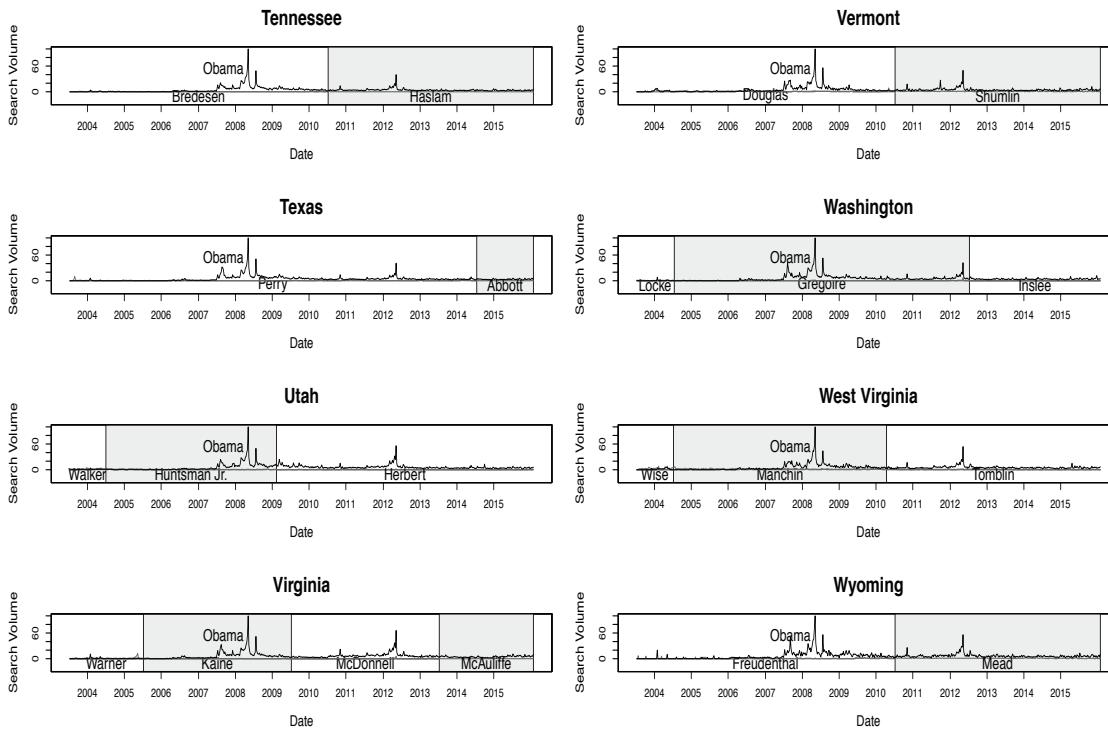 Tennessee
Search Volume
0 60
Obama
Bredesen
Haslam
2004 2005 2006 2007 2008 2009 2010 2011 2012 2013 2014 2015
Date
Vermont
Search Volume
0 60
Obama
Douglas
Shumlin
2004 2005 2006 2007 2008 2009 2010 2011 2012 2013 2014 2015
Date
Texas
Search Volume
0 60
Obama
Perry
Abbott
2004 2005 2006 2007 2008 2009 2010 2011 2012 2013 2014 2015
Date
Washington
Search Volume
0 60
Obama
Locke
Gregoire
Inslee
2004 2005 2006 2007 2008 2009 2010 2011 2012 2013 2014 2015
Date
Utah
Search Volume
0 60
Obama
Walker
Huntsman Jr.
Herbert
2004 2005 2006 2007 2008 2009 2010 2011 2012 2013 2014 2015
Date
West Virginia
Search Volume
0 60
Obama
Wise
Manchin
Tomblin
2004 2005 2006 2007 2008 2009 2010 2011 2012 2013 2014 2015
Date
Virginia
Search Volume
0 60
Obama
Warner
Kaine
McDonnell
McAuliffe
2004 2005 2006 2007 2008 2009 2010 2011 2012 2013 2014 2015
Date
Wyoming
Search Volume
0 60
Obama
Freudenthal
Mead
2004 2005 2006 2007 2008 2009 2010 2011 2012 2013 2014 2015
Date